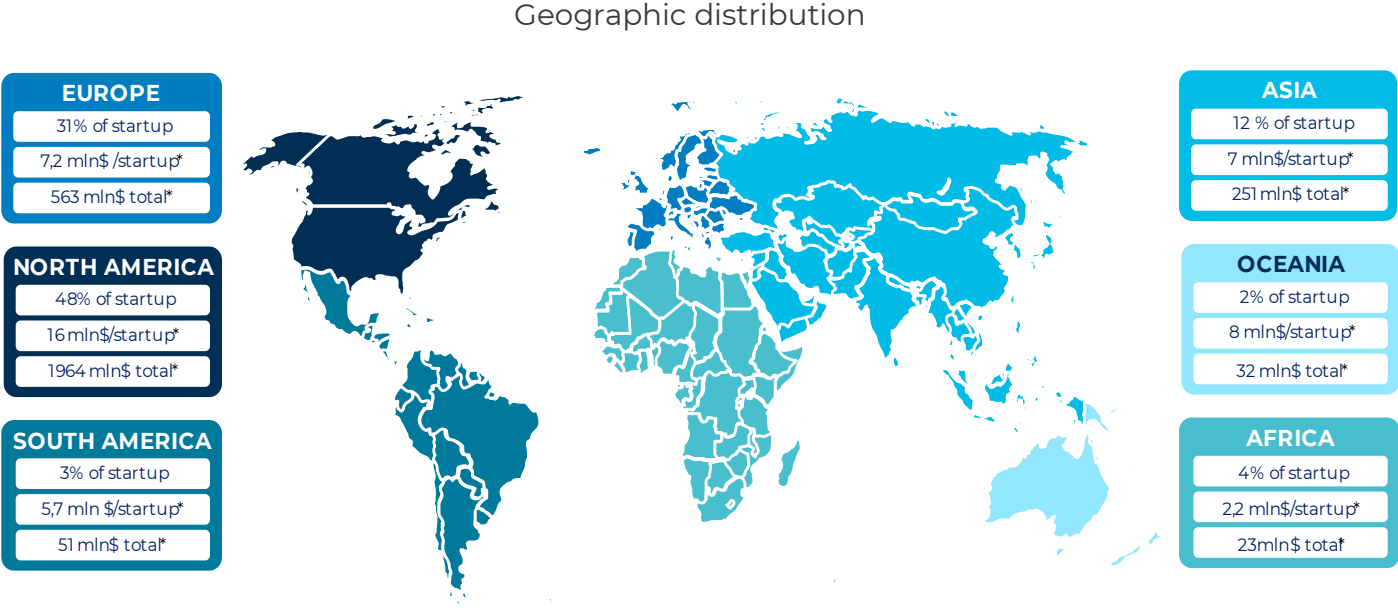 Geographic distribution
EUROPE
31% of startup
7,2 mln$ /startup*
563 mln$ total*
NORTH AMERICA
48% of startup
16 mln$/startup*
1964 mln$ total*
SOUTH AMERICA
3% of startup
5,7 mln $/startup*
51 mln$ total*
ASIA
12 % of startup
7 mln$/startup*
251 mln$ total*
OCEANIA
2% of startup
8 mln$/startup*
32 mln$ total*
AFRICA
4% of startup
2,2 mln$/startup*
23mln$ total*